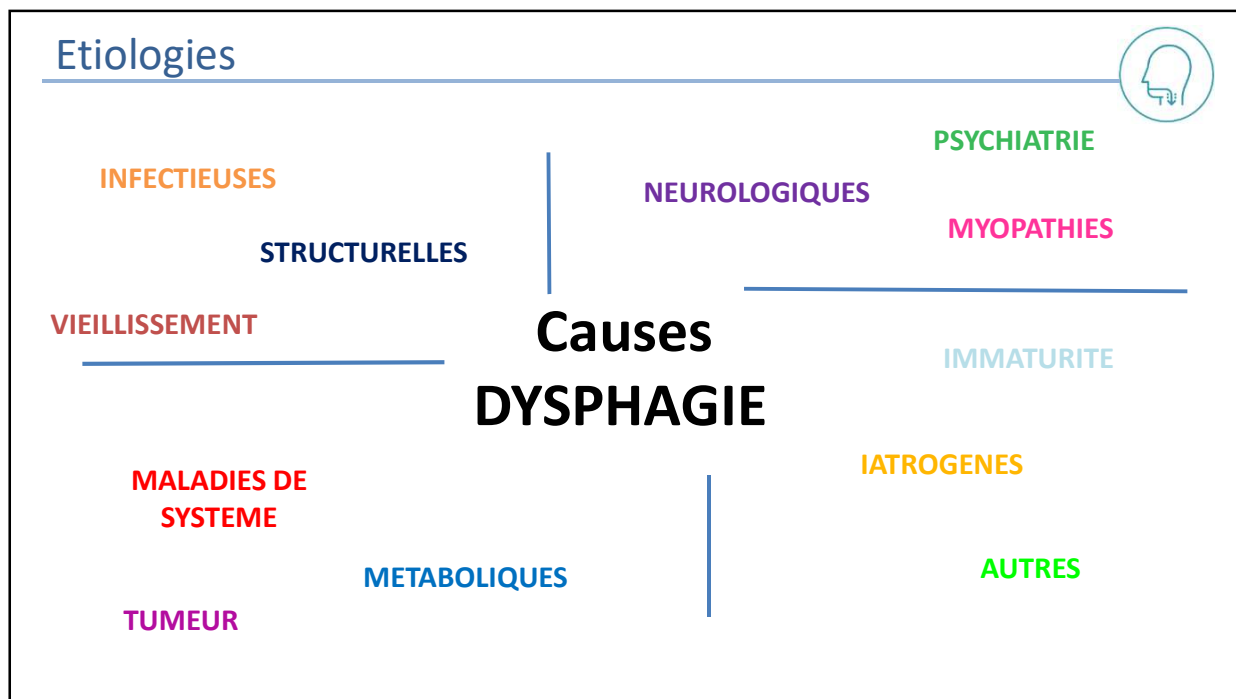 Etiologies
INFECTIEUSES
STRUCTURELLES
VIEILLISSEMENT
PSYCHIATRIE
NEUROLOGIQUES
MYOPATHIES
Causes
DYSPHAGIE
IMMATURITE
IATROGENES
AUTRES
MALADIES DE
SYSTEME
METABOLIQUES
TUMEUR